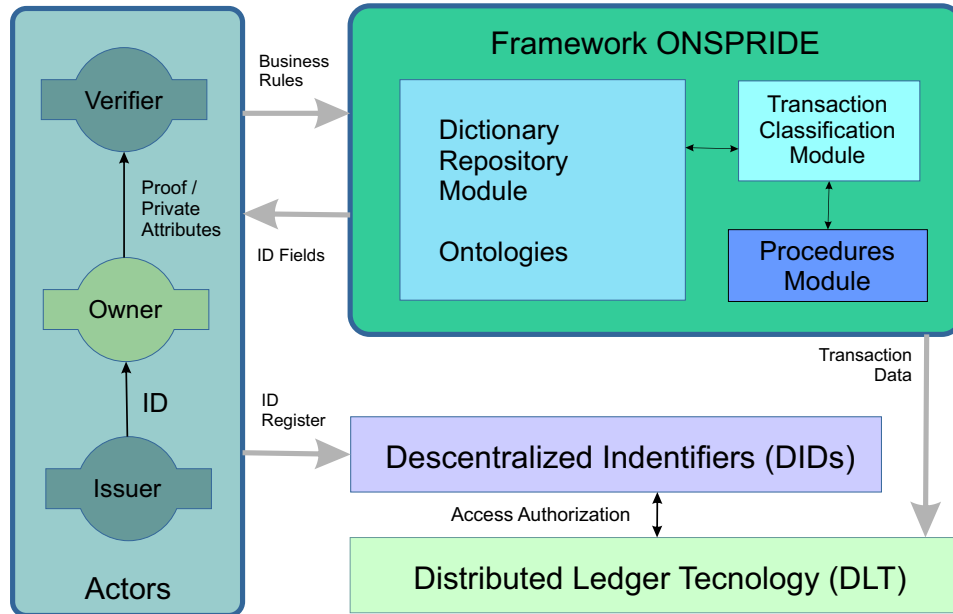 Verifier
Proof /
Private
Attributes
Owner
ID
Issuer
Actors
Business
Rules
ID Fields
ID
Register
Framework ONSPRIDE
Dictionary
Repository
Module
Ontologies
Transaction
Classification
Module
Procedures
Module
Transaction
Data
Descentralized Indentifiers (DIDs)
Access Authorization
Distributed Ledger Tecnology (DLT)